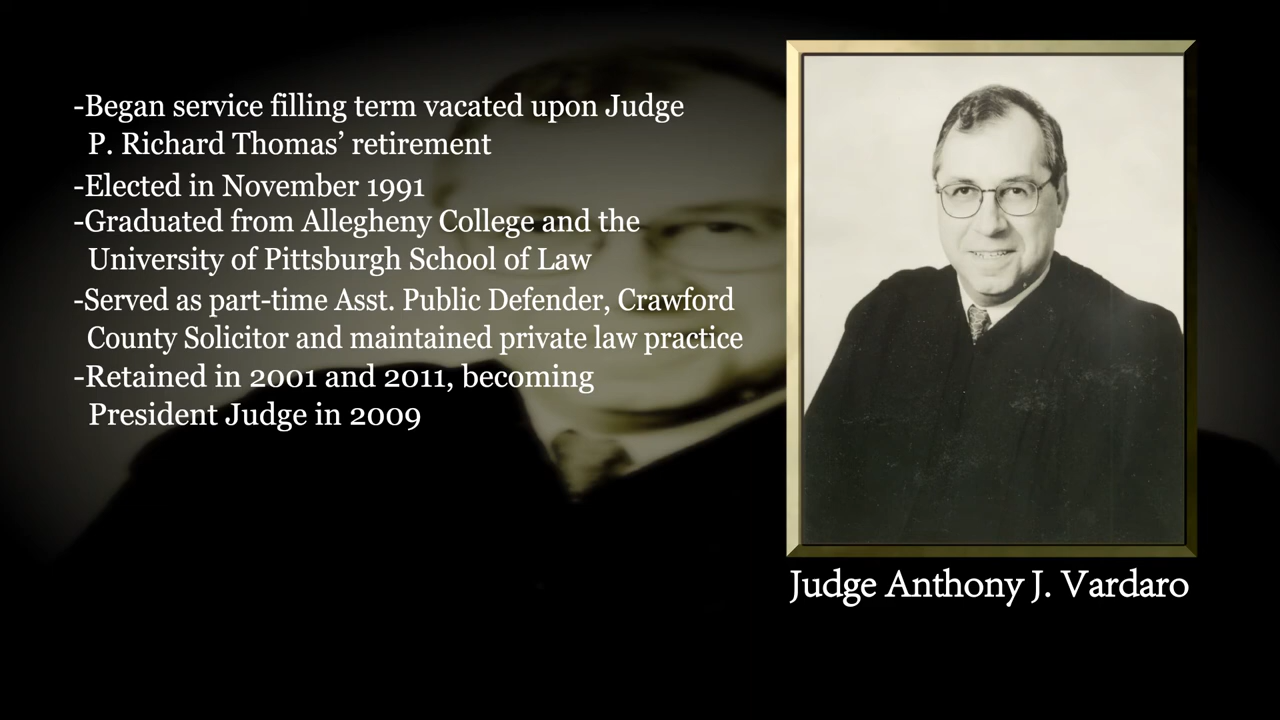 -Began service filling term vacated upon Judge
P. Richard Thomas’ retirement
-Elected in November 1991
-Graduated from Allegheny College and the
University of Pittsburgh School of Law
-Served as part-time Asst. Public Defender, Crawford
County Solicitor and maintained private law practice
-Retained in 2001 and 2011, becoming
President Judge in 2009
Judge Anthony J. Vardaro